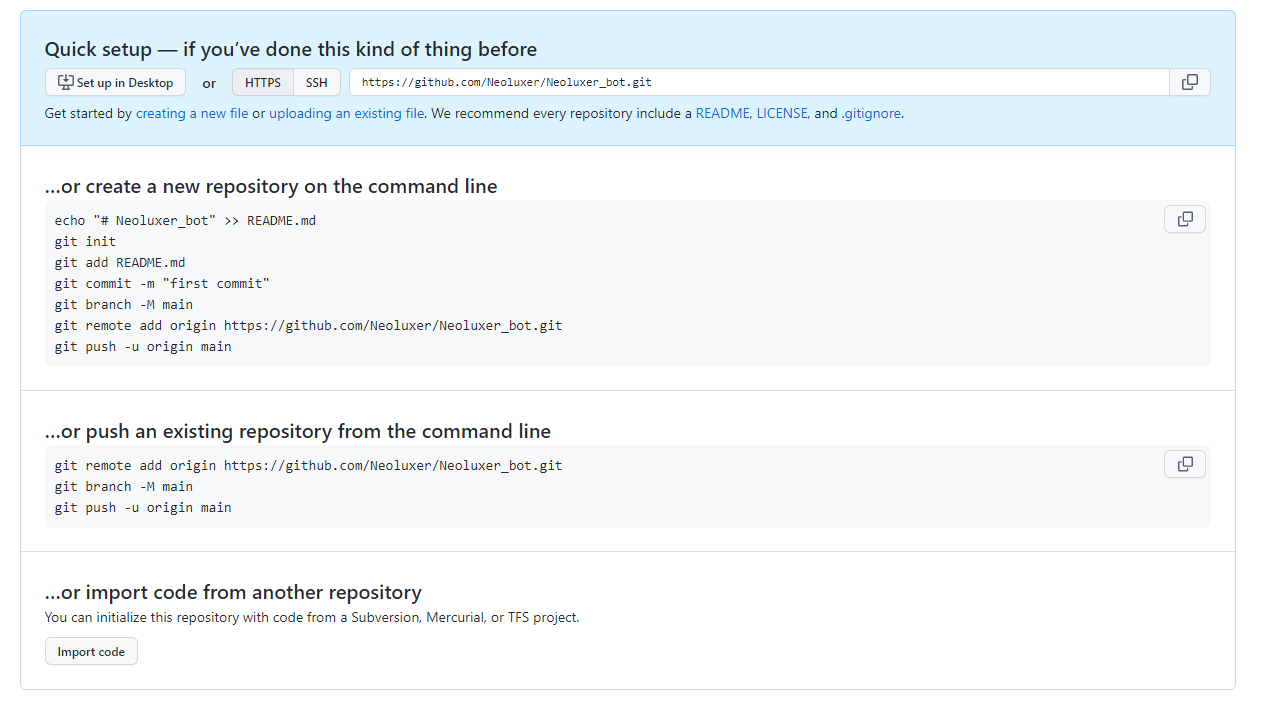 Quick setup — if you’ve done this kind of thing before
Set up in Desktop or HTTPS SSH https://github.com/Neoluxer/Neoluxer_bot.git
Get started by creating a new file or uploading an existing file. We recommend every repository include a README, LICENSE, and .gitignore.
…or create a new repository on the command line
echo "# Neoluxer_bot" >> README.md
git init
git add README.md
git commit -m "first commit"
git branch -M main
git remote add origin https://github.com/Neoluxer/Neoluxer_bot.git
git push -u origin main
…or push an existing repository from the command line
git remote add origin https://github.com/Neoluxer/Neoluxer_bot.git
git branch -M main
git push -u origin main
…or import code from another repository
You can initialize this repository with code from a Subversion, Mercurial, or TFS project.
Import code